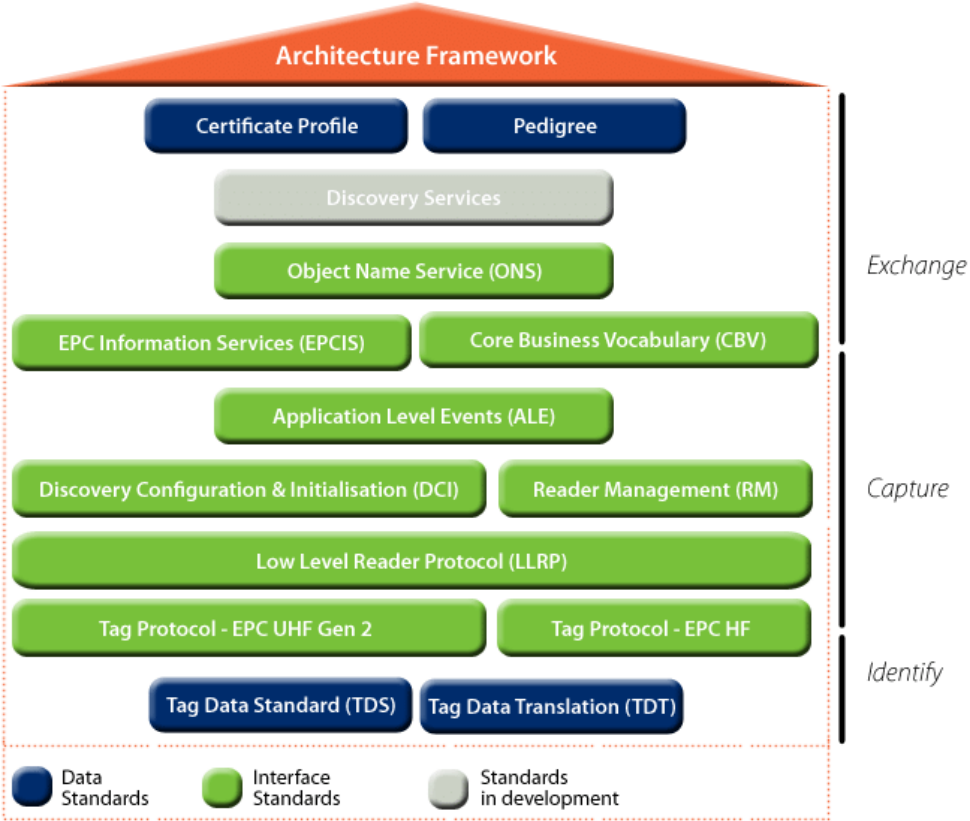 Architecture Framework
Certificate Profile
Pedigree
Discovery Services
Object Name Service (ONS)
Exchange
EPC Information Services (EPCIS)
Core Business Vocabulary (CBV)
Application Level Events (ALE)
Discovery Configuration & Initialisation (DCI)
Reader Management (RM)
Capture
Low Level Reader Protocol (LLRP)
Tag Protocol - EPC UHF Gen 2
Tag Protocol - EPC HF
Identify
Tag Data Standard (TDS)
Tag Data Translation (TDT)
Data
Standards
Interface
Standards
Standards
in development